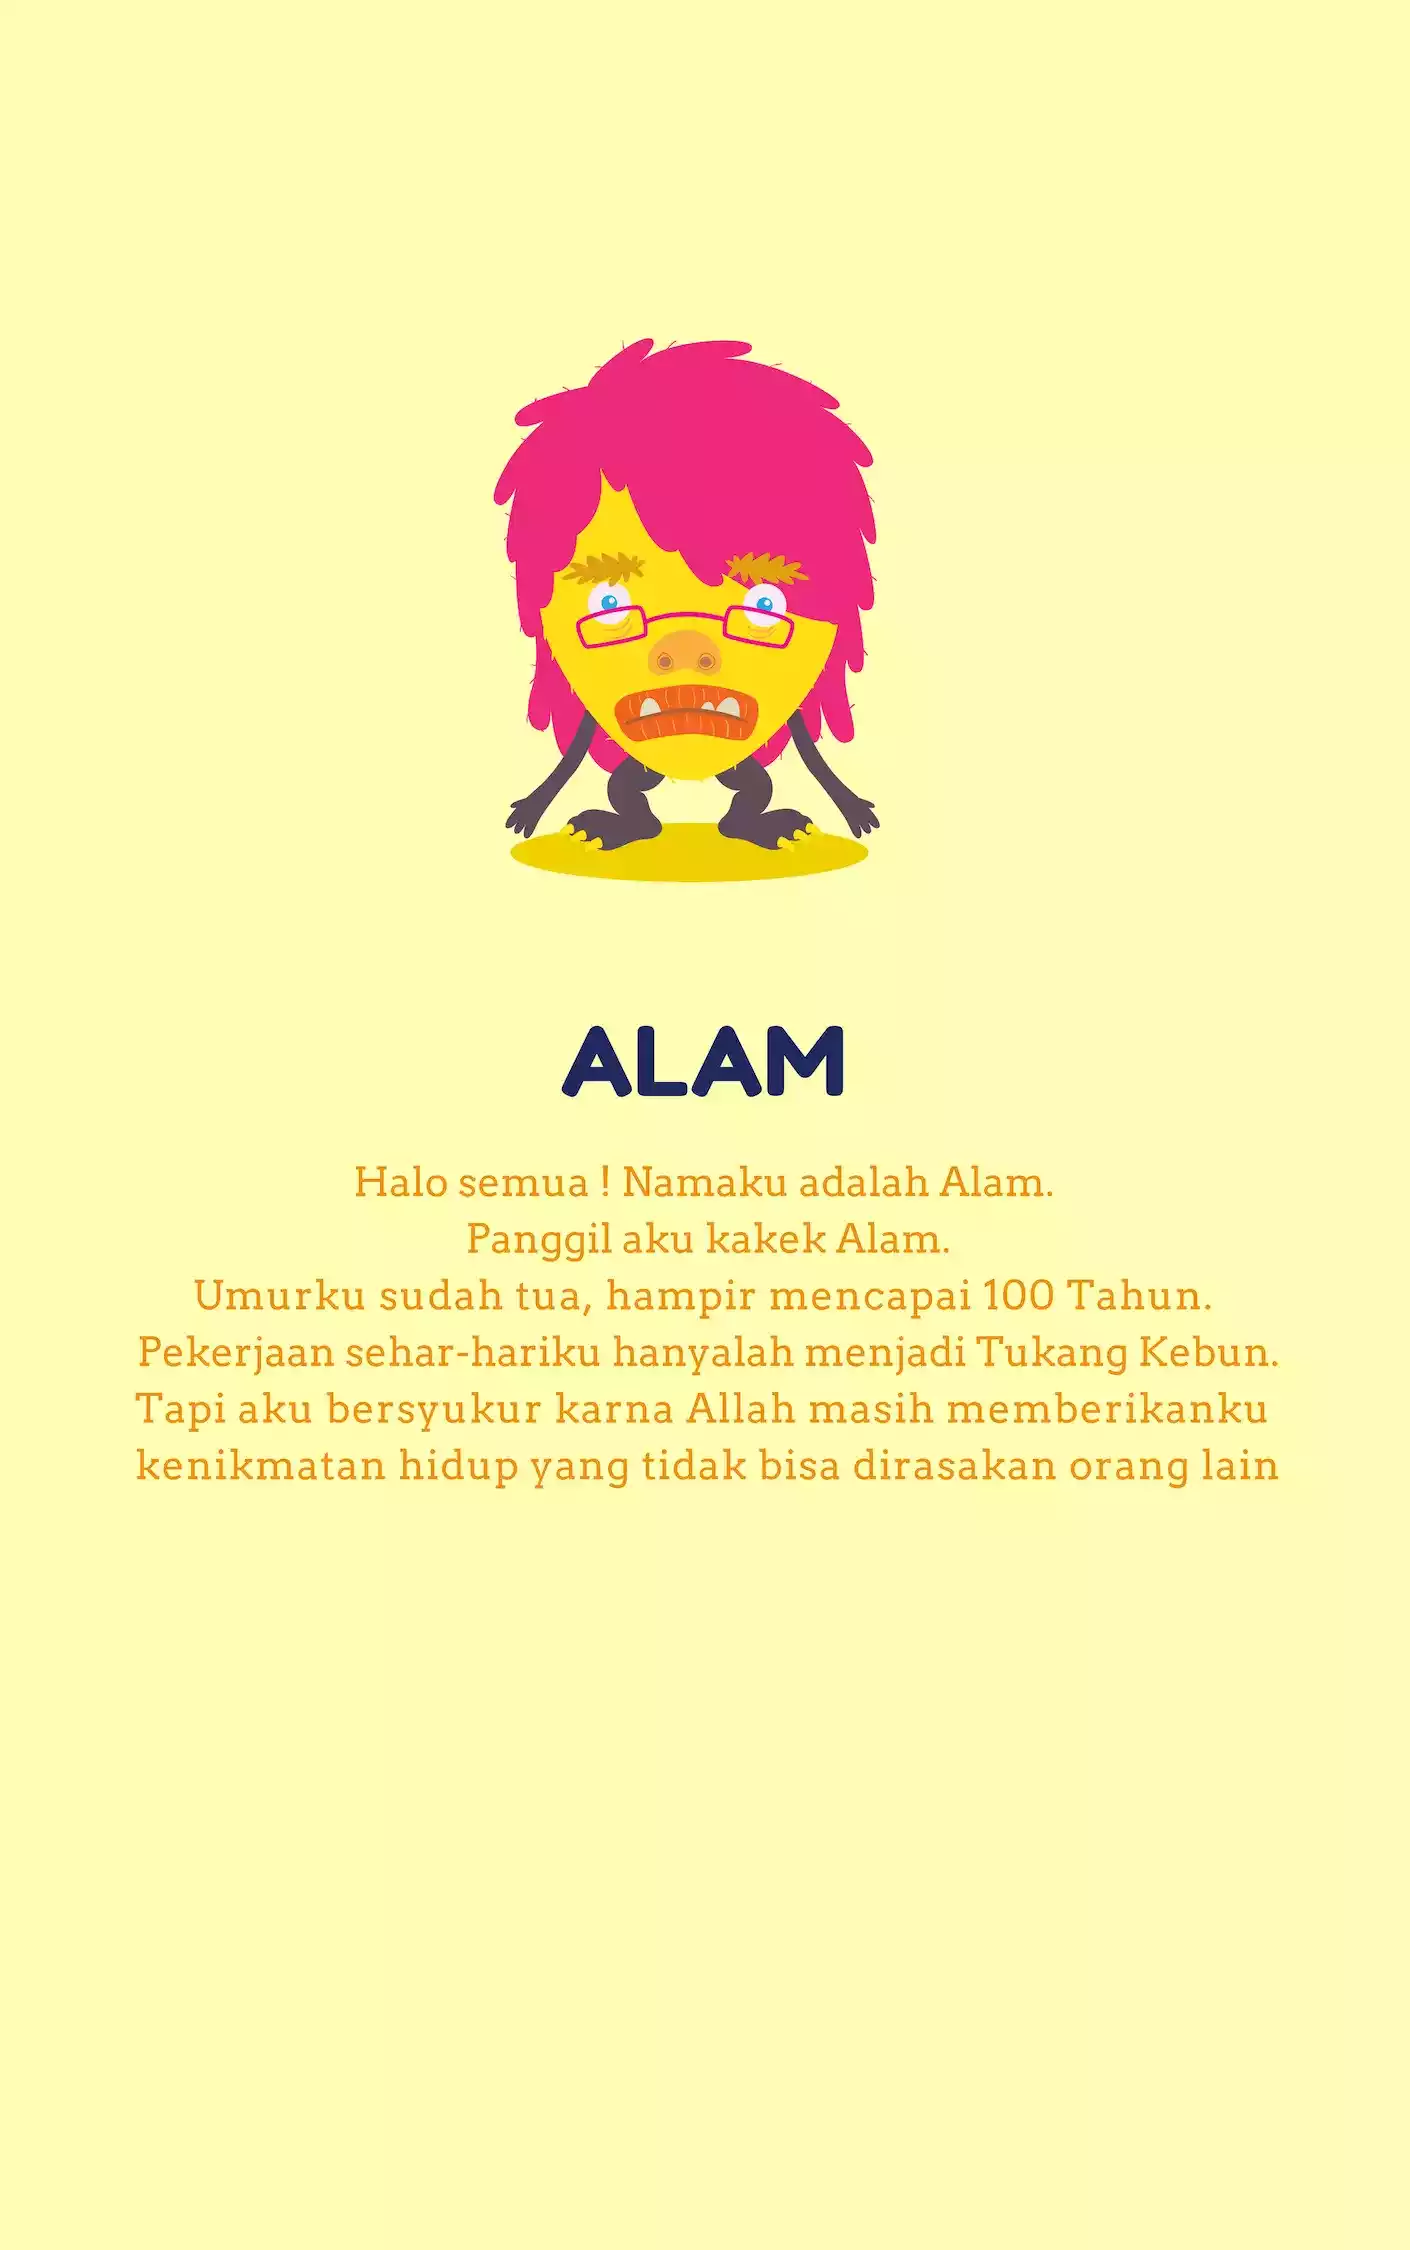 ALAM
Halo semua ! Namaku adalah Alam.
Panggil aku kakek Alam.
Umurku sudah tua, hampir mencapai 100 Tahun.
Pekerjaan sehar-hariku hanyalah menjadi Tukang Kebun.
Tapi aku bersyukur karna Allah masih memberikanku
kenikmatan hidup yang tidak bisa dirasakan orang lain